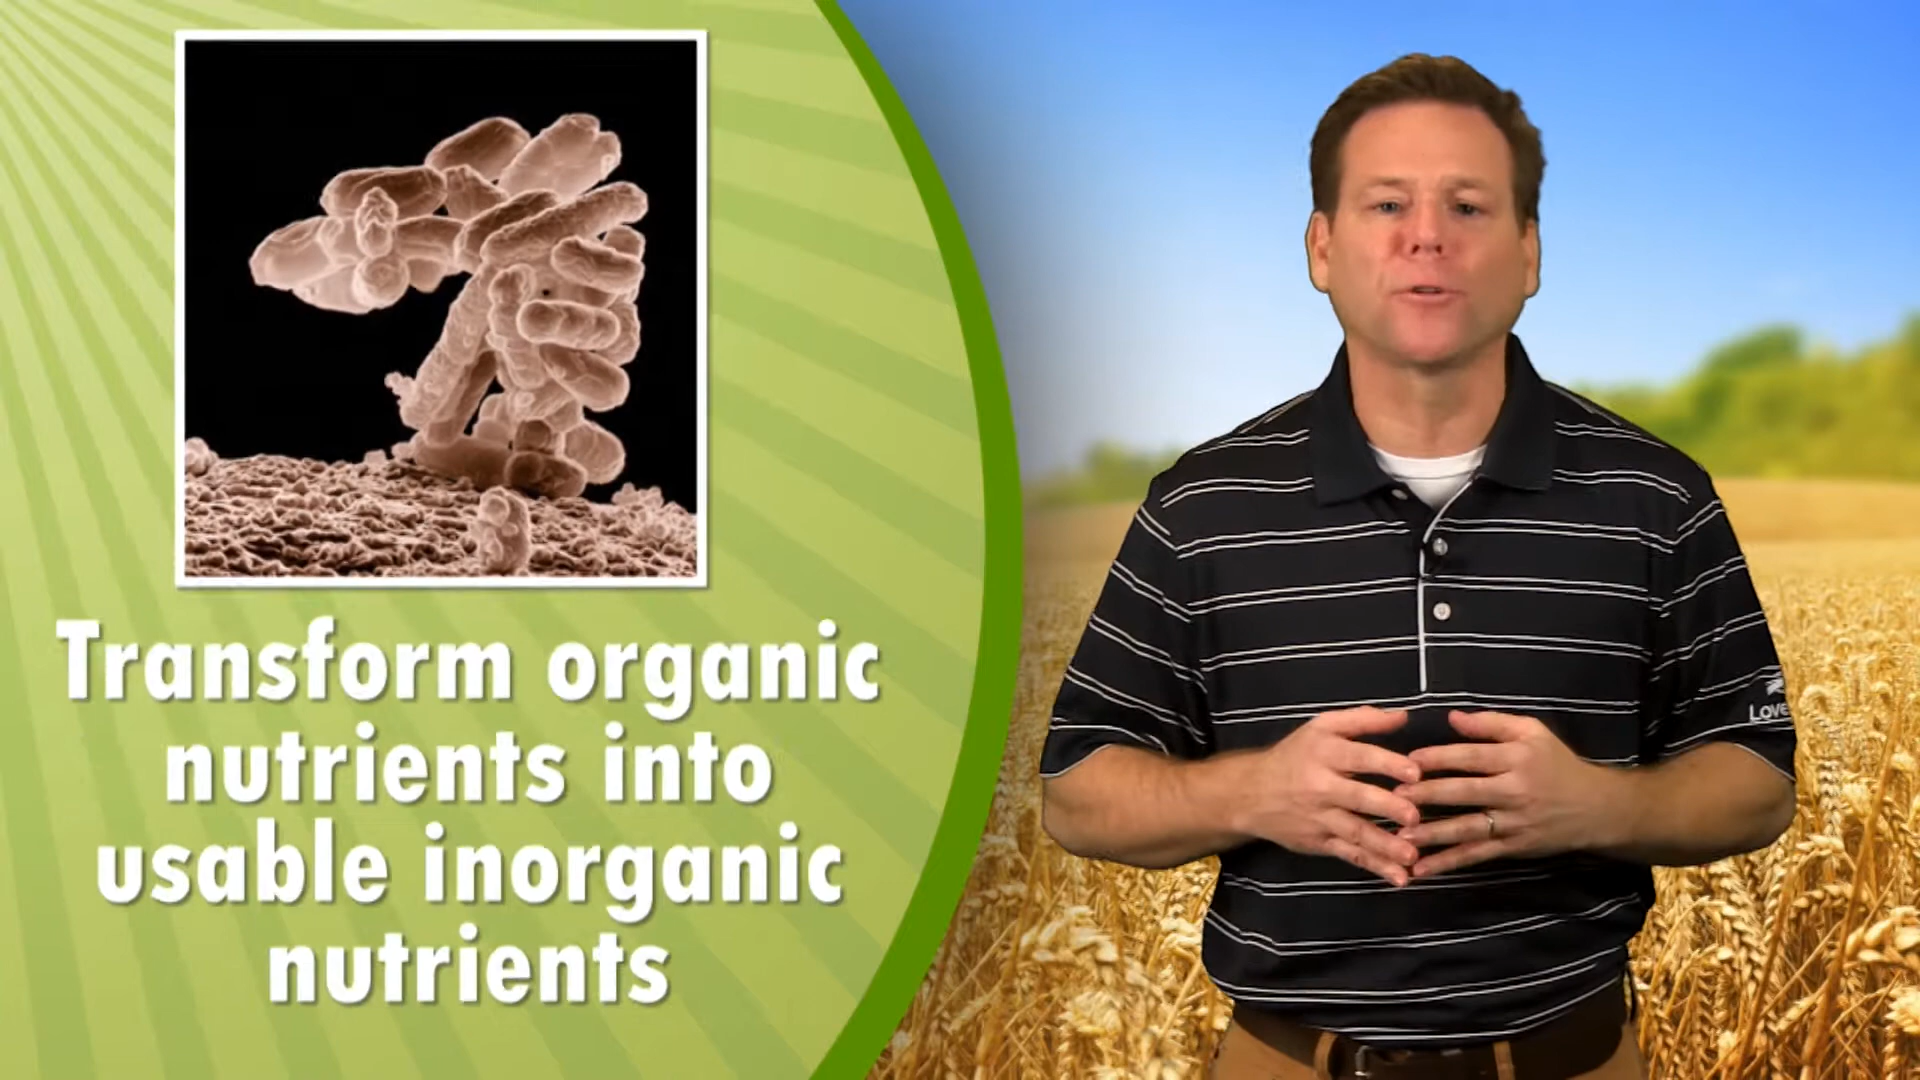 Transform organic
nutrients into
usable inorganic
nutrients